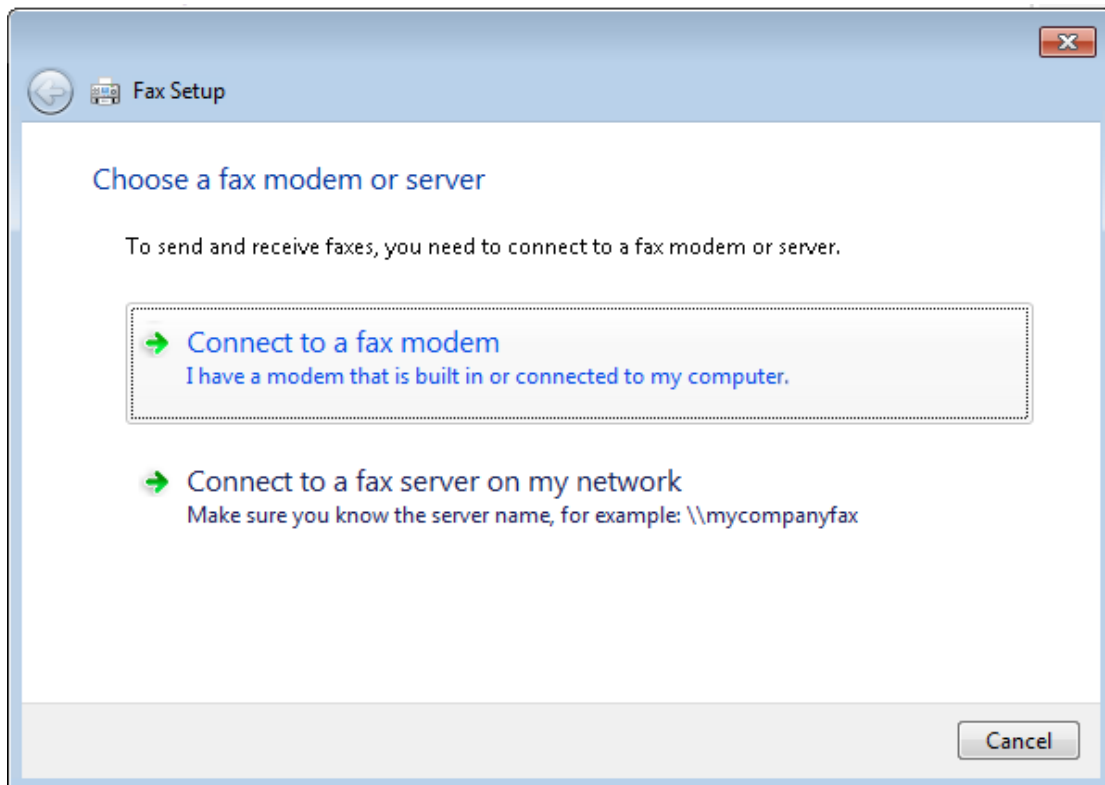 Fax Setup
Choose a fax modem or server
To send and receive faxes, you need to connect to a fax modem or server.
Connect to a fax modem
I have a modem that is built in or connected to my computer.
Connect to a fax server on my network
Make sure you know the server name, for example: \\mycompanyfax
Cancel